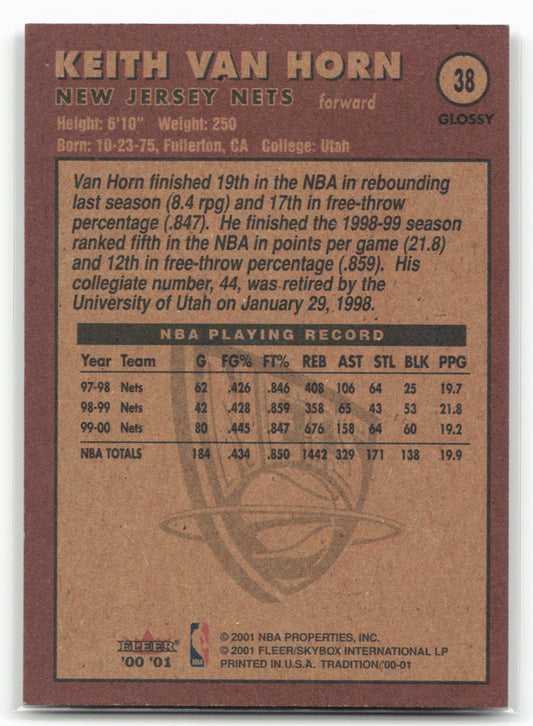 KEITH VAN HORN
38
NEW JERSEY NETS forward
GLOSSY
Height: 6'10" Weight: 250
Born: 10-23-75, Fullerton, CA College: Utah
Van Horn finished 19th in the NBA in rebounding
last season (8.4 rpg) and 17th in free-throw
percentage (.847). He finished the 1998-99 season
ranked fifth in the NBA in points per game (21.8)
and 12th in free-throw percentage (.859). His
collegiate number, 44, was retired by the
University of Utah on January 29, 1998.
NBA PLAYING RECORD
Year Team G FG% FT% REB AST STL BLK PPG
97-98 Nets 62 .426 .846 408 106 64 25 19.7
98-99 Nets 42 .428 .859 358 65 43 53 21.8
99-00 Nets 80 .445 .847 676 158 64 60 19.2
NBA TOTALS 184 .434 .850 1442 329 171 138 19.9
FLEER
'00 '01
NBA
© 2001 NBA PROPERTIES, INC.
© 2001 FLEER/SKYBOX INTERNATIONAL LP
PRINTED IN U.S.A. TRADITION '00-01